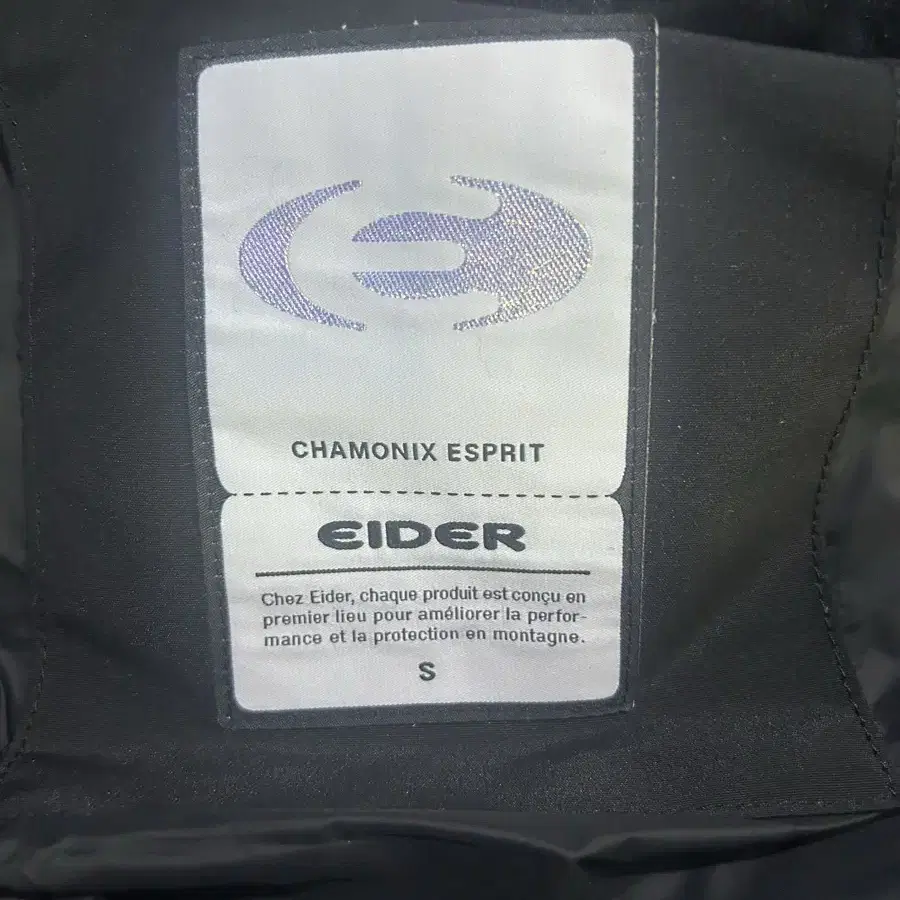 CHAMONIX ESPRIT
EIDER
Chez Eider, chaque produit est conçu en
premier lieu pour améliorer la perfor-
mance et la protection en montagne.
S